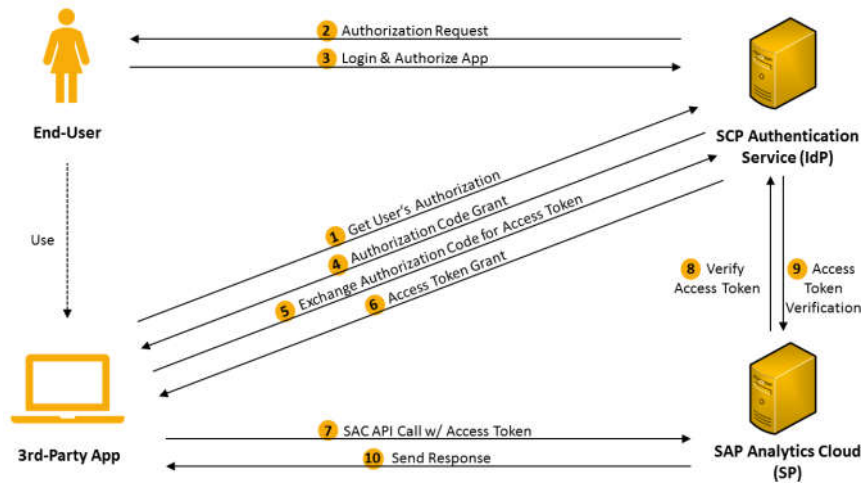 2 Authorization Request
3 Login & Authorize App
End-User
SCP Authentication
Service (IdP)
Use
1 Get User's Authorization
4 Authorization Code Grant
5 Exchange Authorization Code for Access Token
6 Access Token Grant
8 Verify
Access Token
9 Access
Token
Verification
7 SAC API Call w/ Access Token
10 Send Response
3rd-Party App
SAP Analytics Cloud
(SP)